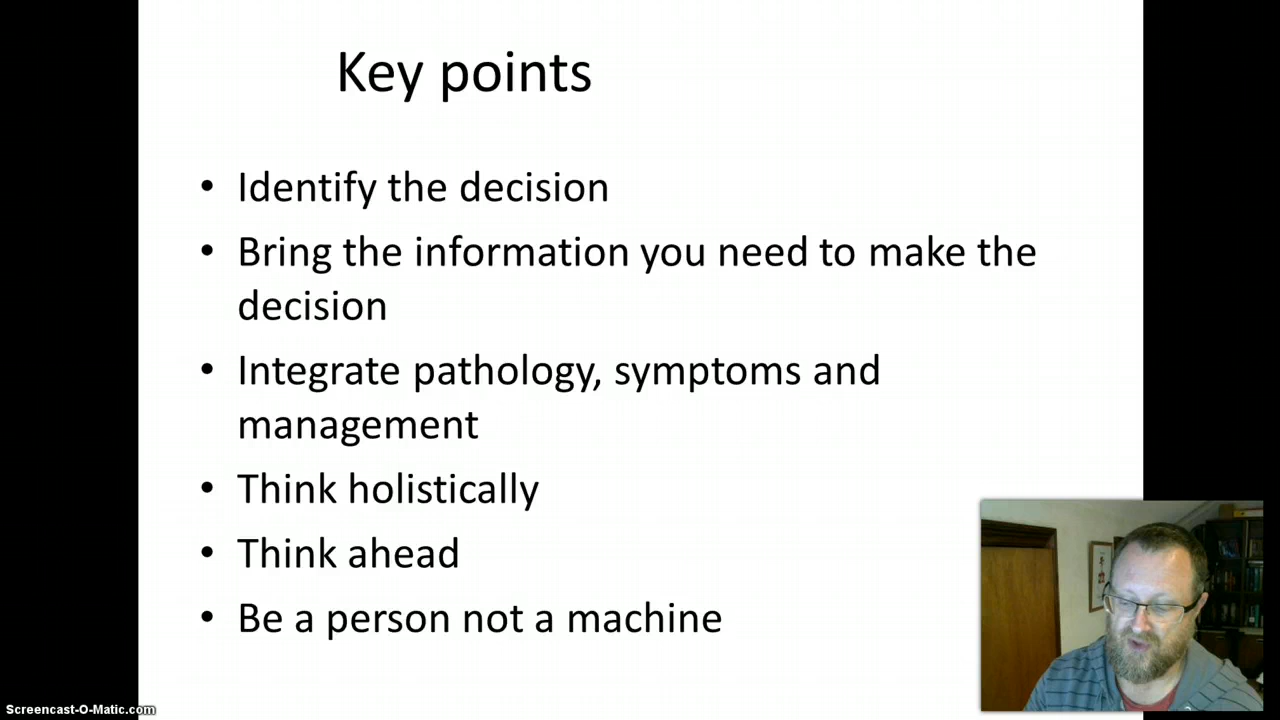 Key points
• Identify the decision
• Bring the information you need to make the
decision
• Integrate pathology, symptoms and
management
• Think holistically
• Think ahead
• Be a person not a machine
Screencast-O-Matic.com